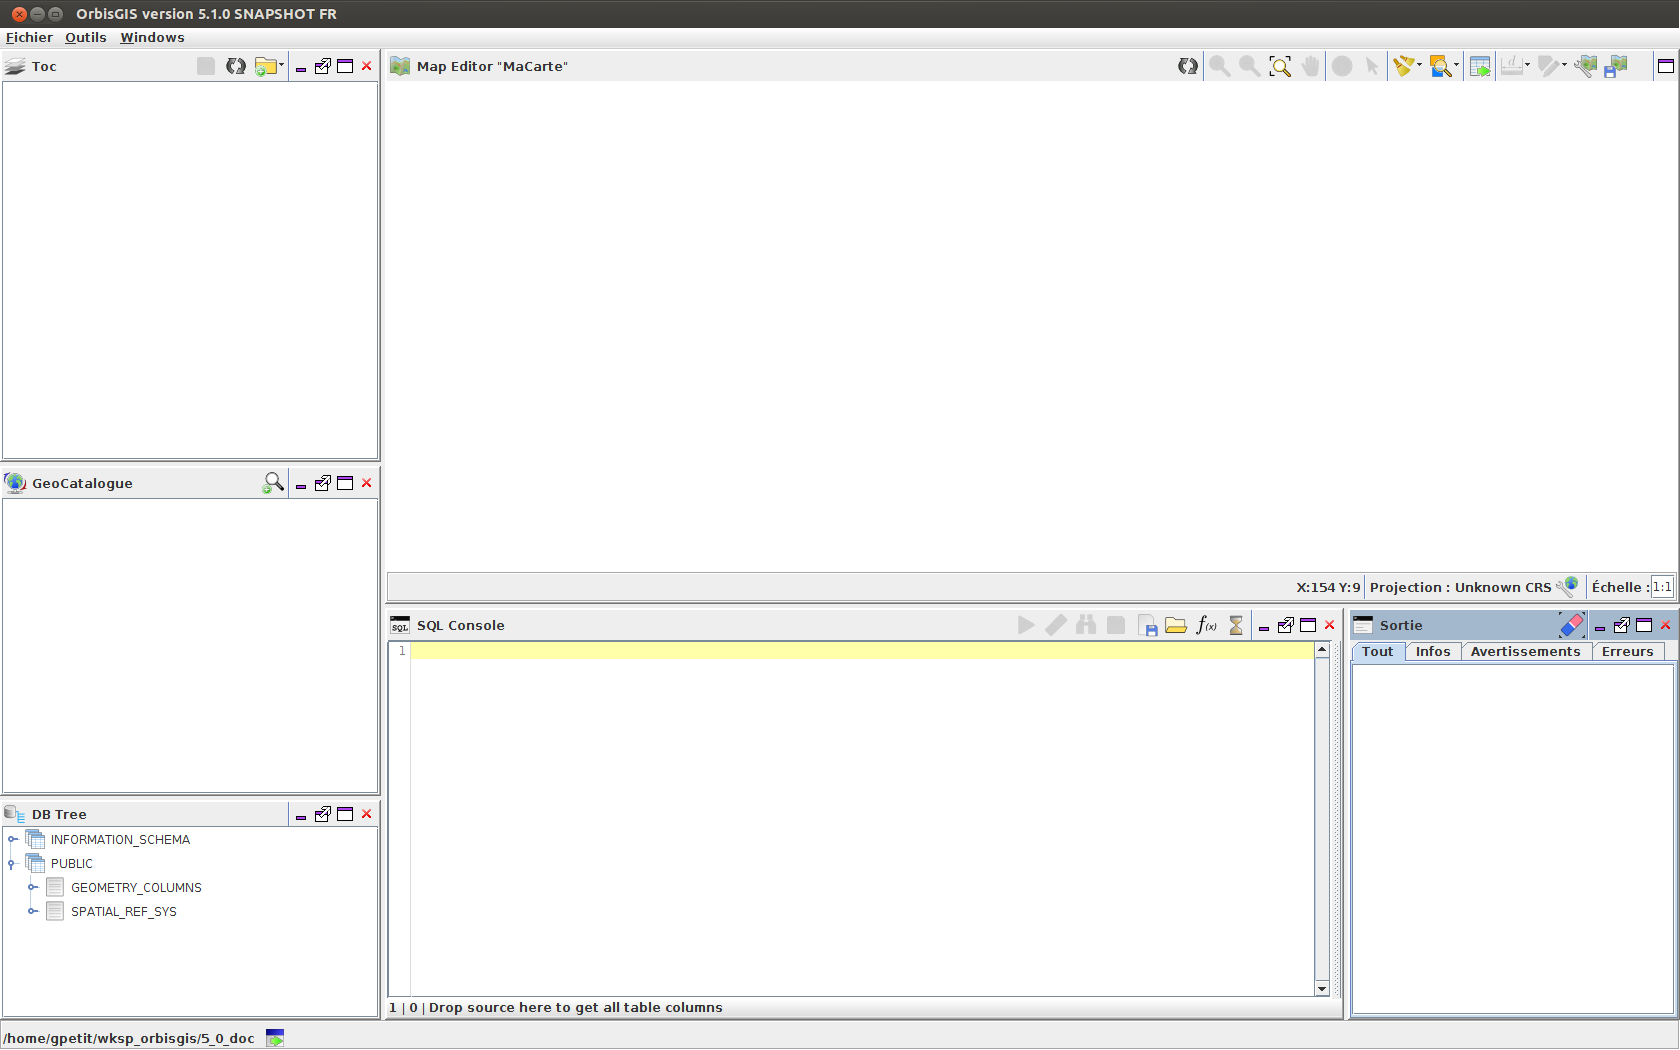 OrbisGIS version 5.1.0 SNAPSHOT FR
Fichier Outils Windows
Toc
Map Editor "MaCarte"
GeoCatalogue
X:154 Y:9 Projection : Unknown CRS Échelle : 1:1
SQL SQL Console
1
Sortie
Tout Infos Avertissements Erreurs
DB Tree
INFORMATION_SCHEMA
PUBLIC
GEOMETRY_COLUMNS
SPATIAL_REF_SYS
1 | 0 | Drop source here to get all table columns
/home/gpetit/wksp_orbisgis/5_0_doc